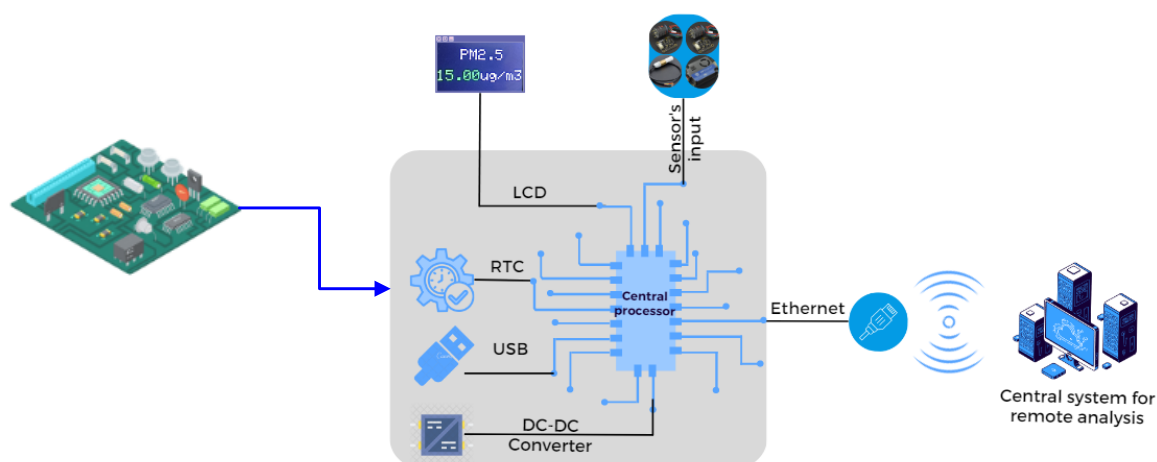 PM2.5
15.00ug/m3
Sensor's
input
LCD
RTC
Central
processor
Ethernet
USB
DC-DC
Converter
Central system for
remote analysis